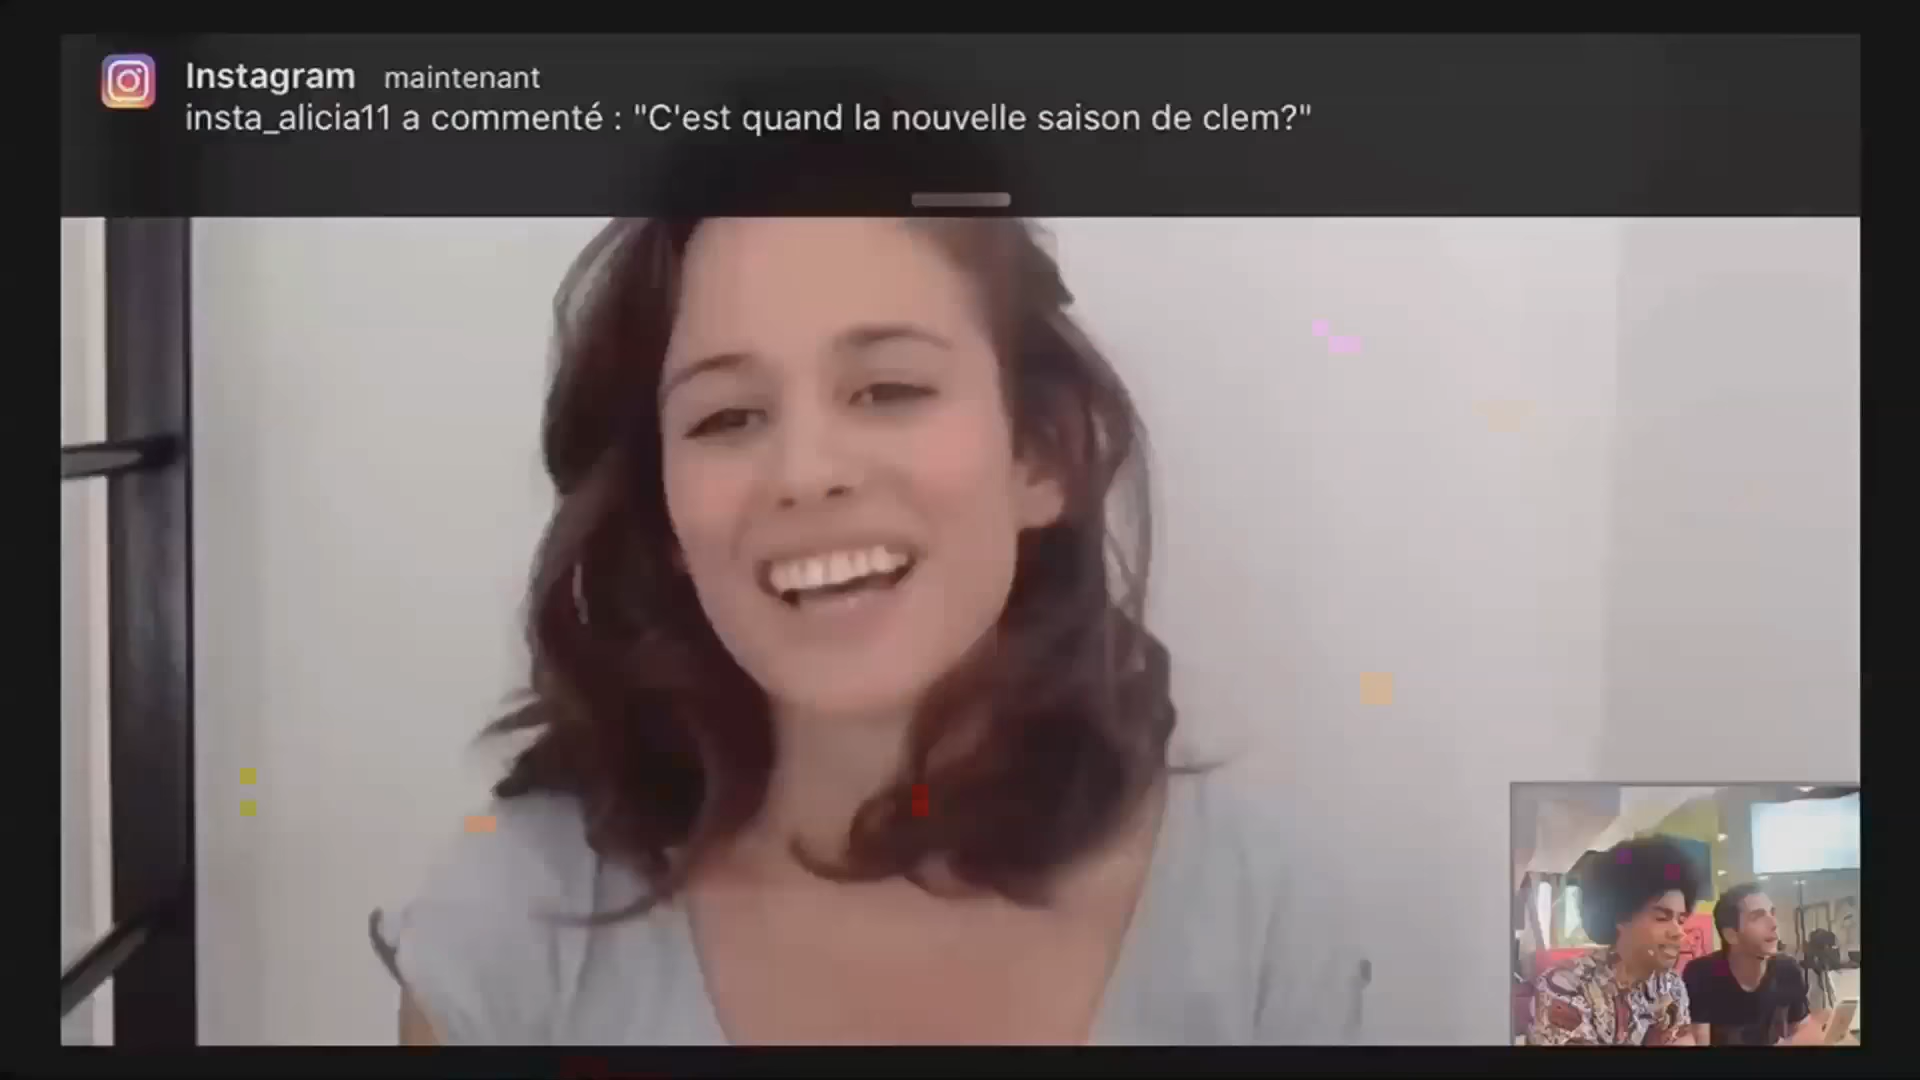 Instagram maintenant
insta_alicia11 a commenté : "C'est quand la nouvelle saison de clem?"